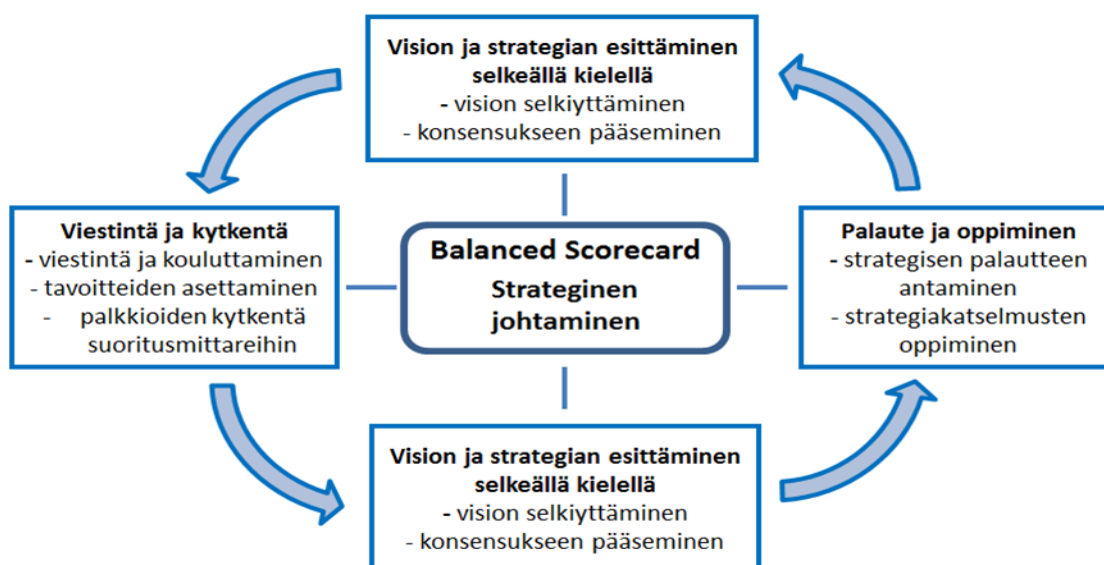 Vision ja strategian esittäminen
selkeällä kielellä
- vision selkiyttäminen
- konsensukseen pääseminen
Viestintä ja kytkentä
- viestintä ja kouluttaminen
- tavoitteiden asettaminen
- palkkioiden kytkentä
suoritusmittareihin
Balanced Scorecard
Strateginen
johtaminen
Palaute ja oppiminen
- strategisen palautteen
antaminen
- strategiakatselmusten
oppiminen
Vision ja strategian esittäminen
selkeällä kielellä
- vision selkiyttäminen
- konsensukseen pääseminen